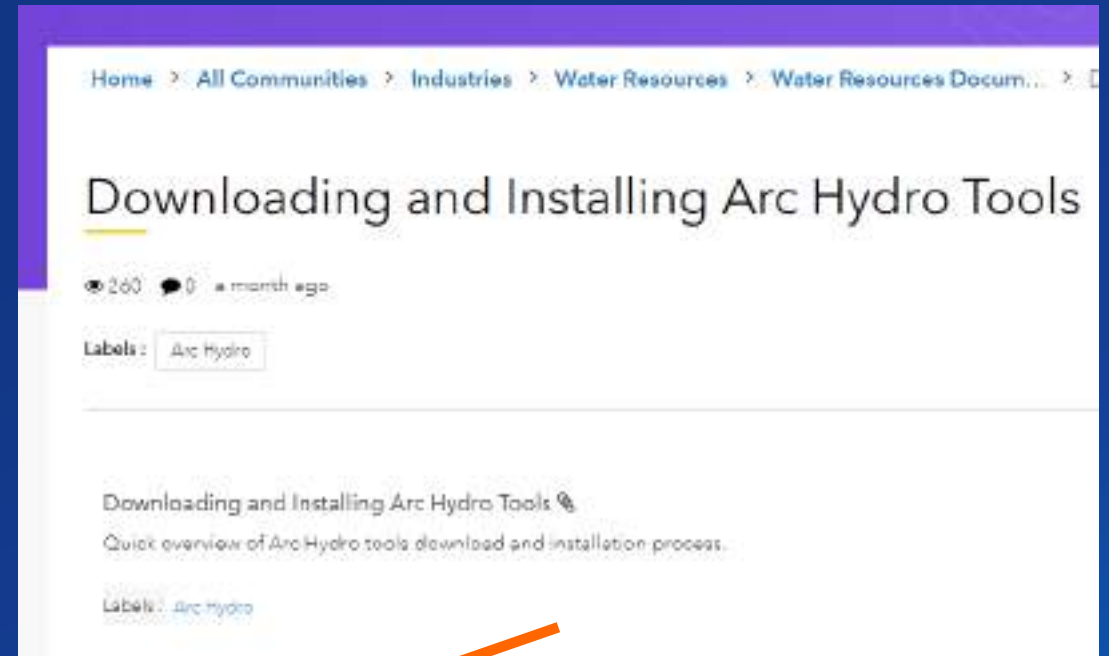 Home > All Communities > Industries > Water Resources > Water Resources Docum... >
Downloading and Installing Arc Hydro Tools
260 0 a month ago
Labels: Arc Hydro
Downloading and Installing Arc Hydro Tools
Quick overview of Arc Hydro tools download and installation process.
Labels: Arc Hydro